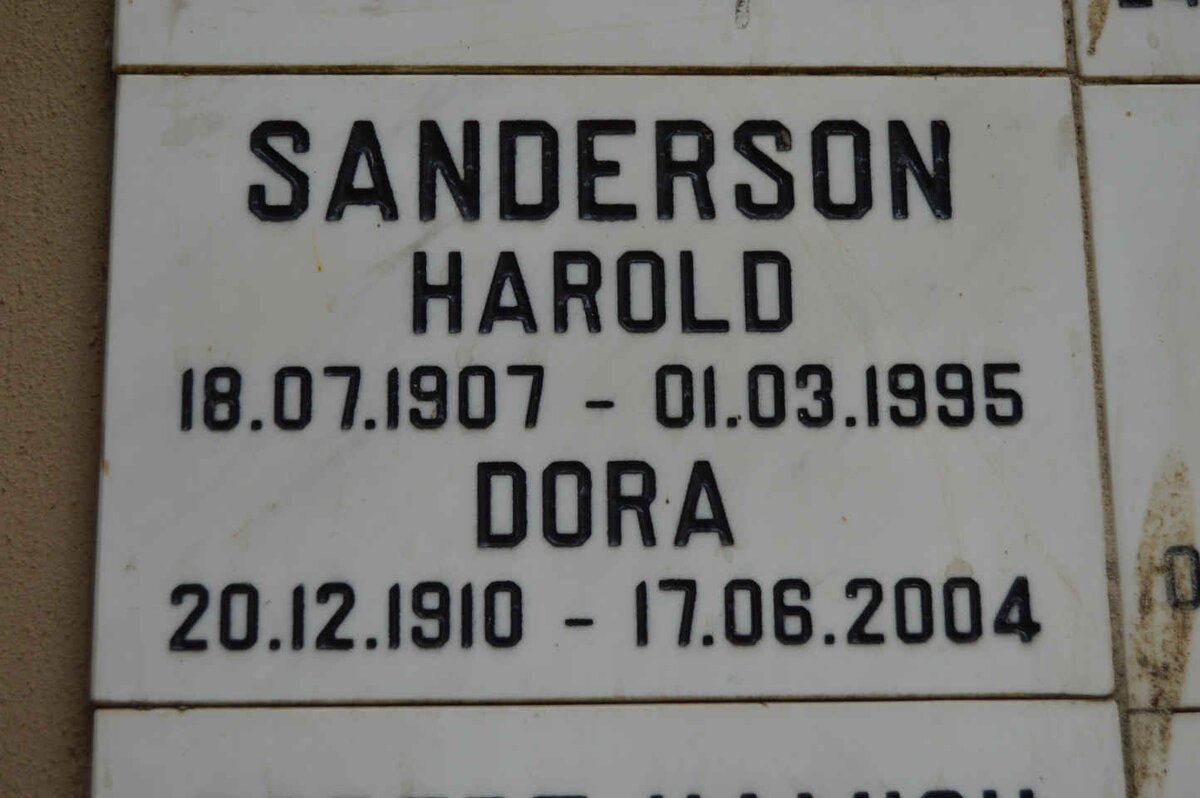 SANDERSON
HAROLD
18.07.1907 - 01.03.1995
DORA
20.12.1910 - 17.06.2004